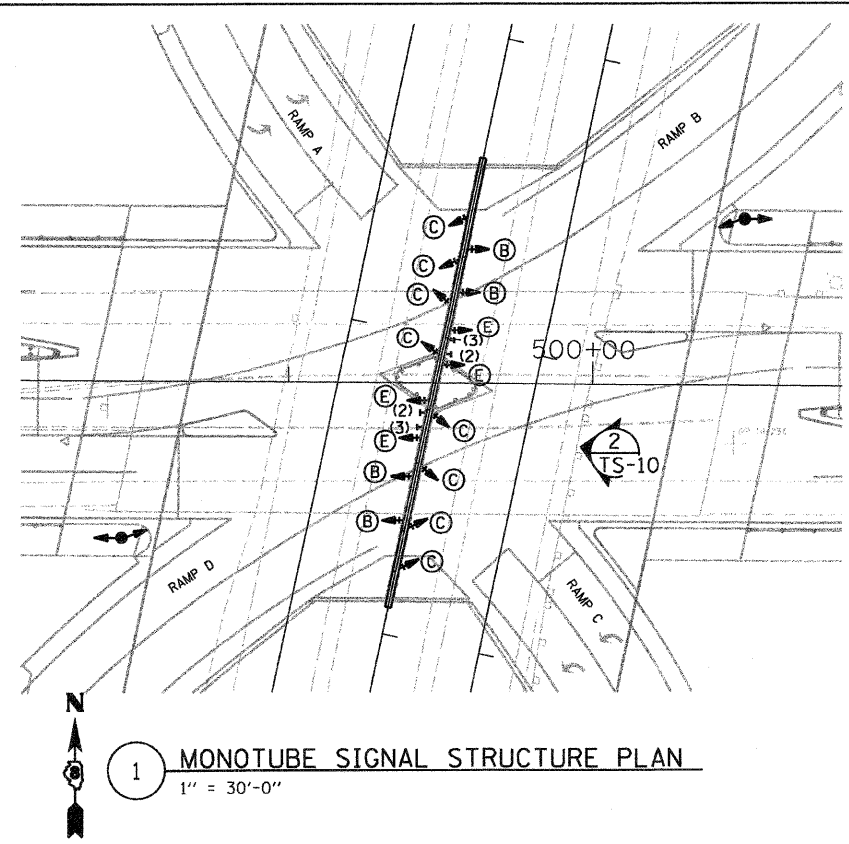 RAMP A
RAMP B
C
B
C
C
B
E
(3)
C
500+00
(2)
E
E
(2)
C
(3)
E
2
TS-10
B
C
B
C
C
RAMP D
RAMP C
N
1
MONOTUBE SIGNAL STRUCTURE PLAN
1" = 30'-0"